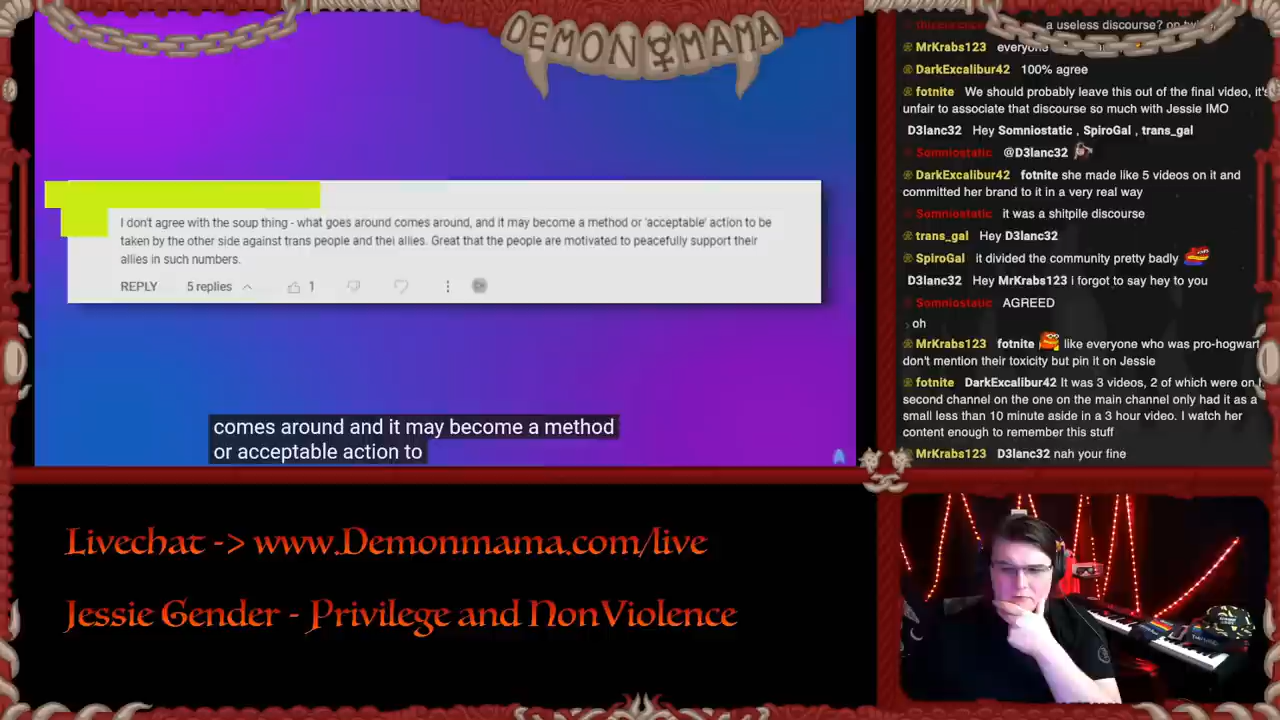 DEMON MAMA
I don't agree with the soup thing - what goes around comes around, and it may become a method or 'acceptable' action to be
taken by the other side against trans people and thei allies. Great that the people are motivated to peacefully support their
allies in such numbers.
REPLY 5 replies 1
comes around and it may become a method
or acceptable action to
Livechat -> www.Demonmama.com/live
Jessie Gender - Privilege and NonViolence
a useless discourse? on
MrKrabs123 everyone
DarkExcalibur42 100% agree
fotnite We should probably leave this out of the final video, it's
unfair to associate that discourse so much with Jessie IMO
D3lanc32 Hey Somniostatic , SpiroGal , trans_gal
Somniostatic @D3lanc32
DarkExcalibur42 fotnite she made like 5 videos on it and
committed her brand to it in a very real way
Somniostatic it was a shitpile discourse
trans_gal Hey D3lanc32
SpiroGal it divided the community pretty badly
D3lanc32 Hey MrKrabs123 i forgot to say hey to you
Somniostatic AGREED
oh
MrKrabs123 fotnite like everyone who was pro-hogwart
don't mention their toxicity but pin it on Jessie
fotnite DarkExcalibur42 It was 3 videos, 2 of which were on
second channel on the one on the main channel only had it as a
small less than 10 minute aside in a 3 hour video. I watch her
content enough to remember this stuff
MrKrabs123 D3lanc32 nah your fine